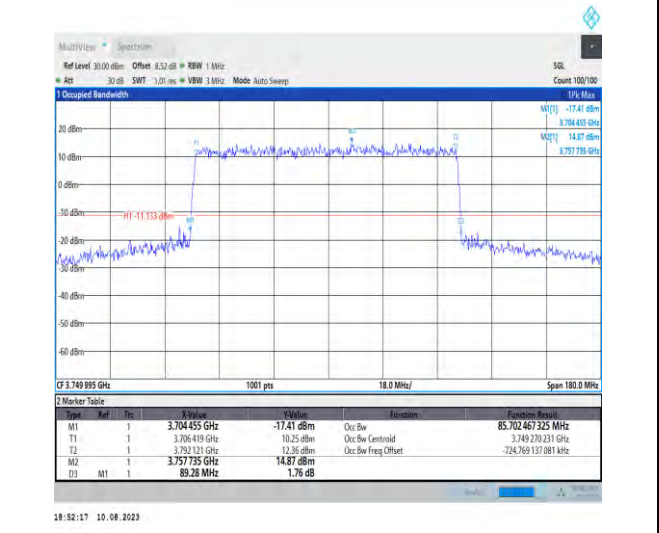 MultiView Spectrum
Ref Level 30.00 dBm Offset 8.52 dB RBW 1 MHz SGL
Att 30 dB SWT 1.01 ms VBW 3 MHz Mode Auto Sweep Count 100/100
1 Occupied Bandwidth 1Pk Max
M1[1] -17.41 dBm
3.704 455 GHz
M2[1] 14.87 dBm
3.757 735 GHz
20 dBm
T1 M2 T2
10 dBm
0 dBm
-10 dBm
H1 -11.133 dBm
M1 D3
-20 dBm
-30 dBm
-40 dBm
-50 dBm
-60 dBm
CF 3.749 995 GHz 1001 pts 18.0 MHz/ Span 180.0 MHz
2 Marker Table
Type Ref Trc X-Value Y-Value Function Function Result
M1 1 3.704 455 GHz -17.41 dBm Occ Bw 85.702 467 325 MHz
T1 1 3.706 419 GHz 10.25 dBm Occ Bw Centroid 3.749 270 231 GHz
T2 1 3.792 121 GHz 12.36 dBm Occ Bw Freq Offset -724.769 137 081 kHz
M2 1 3.757 735 GHz 14.87 dBm
D3 M1 1 89.28 MHz 1.76 dB
18:52:17 10.08.2023